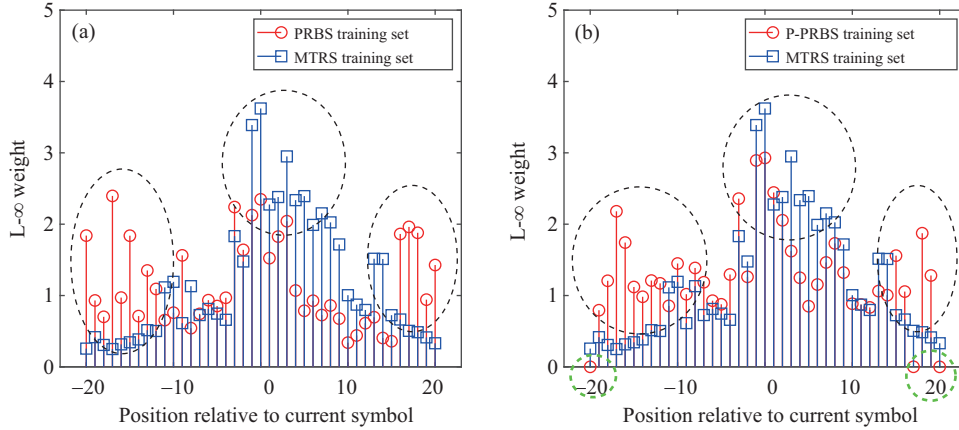 (a)
PRBS training set
MTRS training set
L-∞ weight
5
4
3
2
1
0
−20
−10
0
10
20
Position relative to current symbol
(b)
P-PRBS training set
MTRS training set
L-∞ weight
5
4
3
2
1
0
−20
−10
0
10
20
Position relative to current symbol